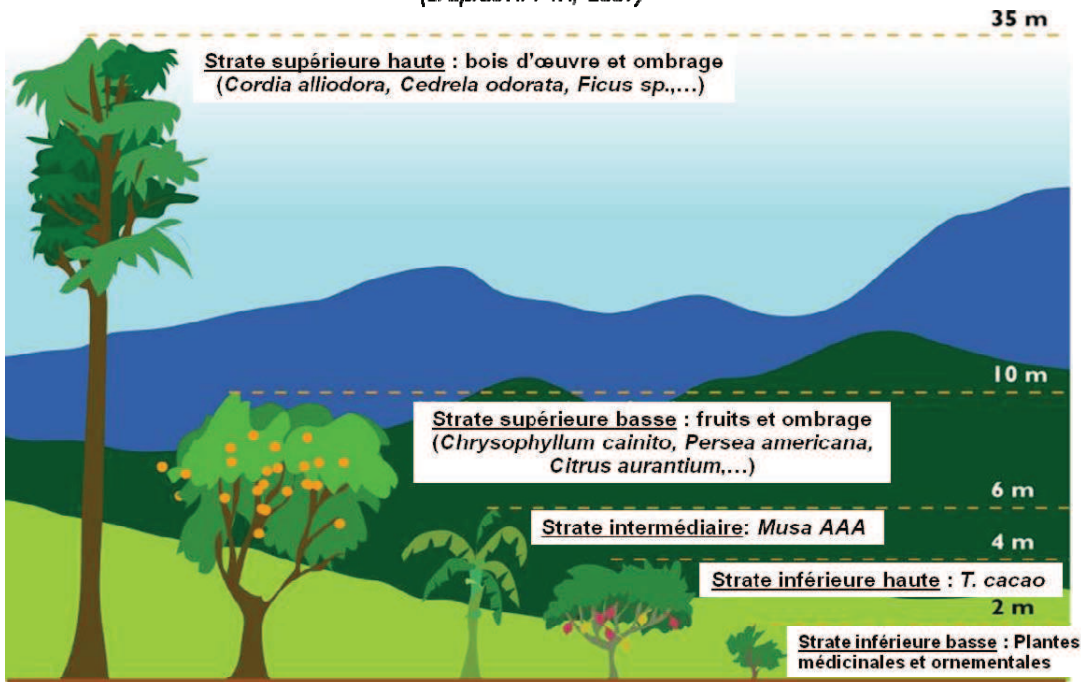 35 m
Strate supérieure haute : bois d'œuvre et ombrage
(Cordia alliodora, Cedrela odorata, Ficus sp.,…)
10 m
Strate supérieure basse : fruits et ombrage
(Chrysophyllum cainito, Persea americana,
Citrus aurantium,…)
6 m
Strate intermédiaire: Musa AAA
4 m
Strate inférieure haute : T. cacao
2 m
Strate inférieure basse : Plantes
médicinales et ornementales